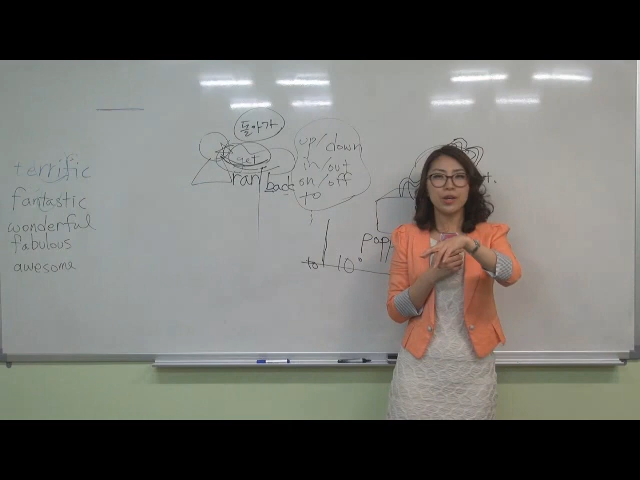 terrific
fantastic
wonderful
fabulous
awesome
돌아가
get
ran back
up/down
in/out
on/off
to
to 10°